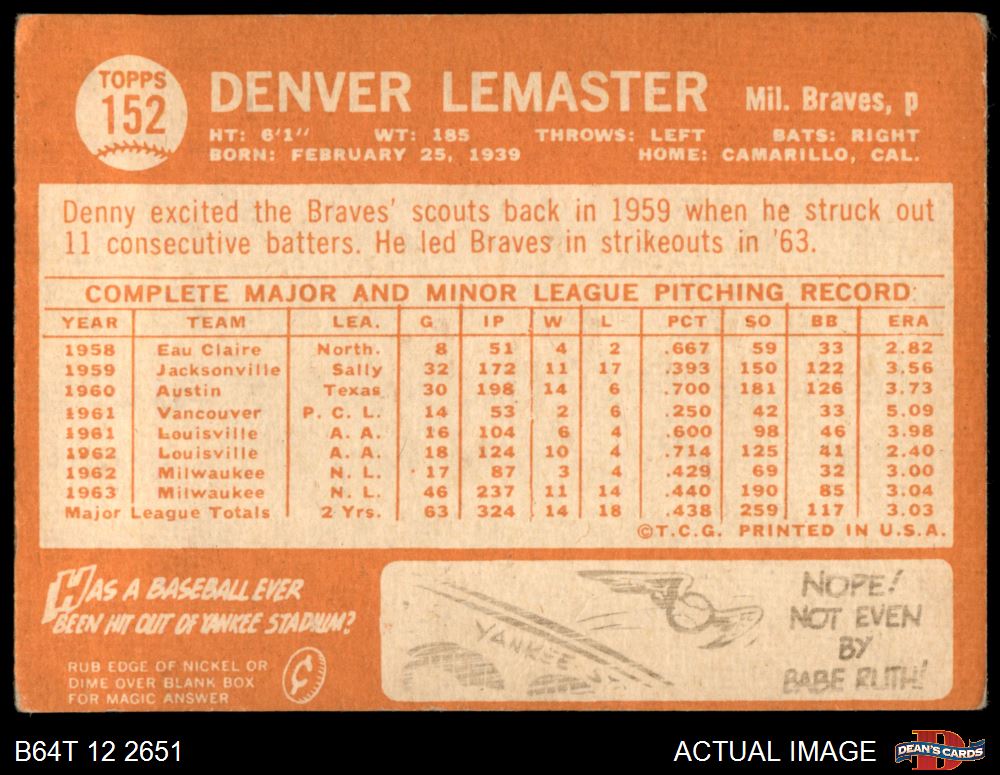 TOPPS
152
DENVER LEMASTER Mil. Braves, p
HT: 6'1" WT: 185 THROWS: LEFT BATS: RIGHT
BORN: FEBRUARY 25, 1939 HOME: CAMARILLO, CAL.
Denny excited the Braves' scouts back in 1959 when he struck out
11 consecutive batters. He led Braves in strikeouts in '63.
COMPLETE MAJOR AND MINOR LEAGUE PITCHING RECORD
YEAR TEAM LEA. G IP W L PCT SO BB ERA
1958 Eau Claire North. 8 51 4 2 .667 59 33 2.82
1959 Jacksonville Sally 32 172 11 17 .393 150 122 3.56
1960 Austin Texas 30 198 14 6 .700 181 126 3.73
1961 Vancouver P. C. L. 14 53 2 6 .250 42 33 5.09
1961 Louisville A. A. 16 104 6 4 .600 98 46 3.98
1962 Louisville A. A. 18 124 10 4 .714 125 41 2.40
1962 Milwaukee N. L. 17 87 3 4 .429 69 32 3.00
1963 Milwaukee N. L. 46 237 11 14 .440 190 85 3.04
Major League Totals 2 Yrs. 63 324 14 18 .438 259 117 3.03
©T.C.G. PRINTED IN U.S.A.
HAS A BASEBALL EVER
BEEN HIT OUT OF YANKEE STADIUM?
RUB EDGE OF NICKEL OR
DIME OVER BLANK BOX
FOR MAGIC ANSWER
YANKEE
NOPE!
NOT EVEN
BY
BABE RUTH!
B64T 12 2651 ACTUAL IMAGE
DEAN'S CARDS